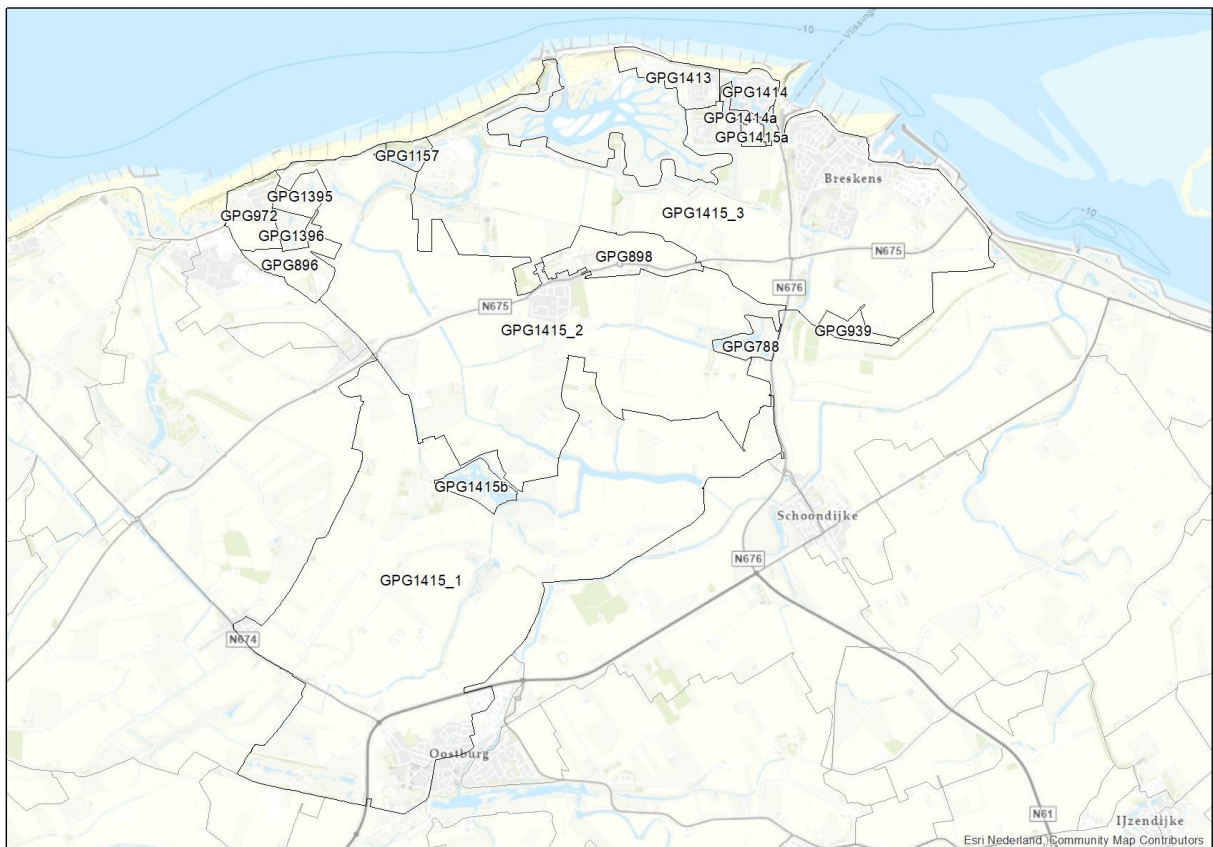 -10
Vlissingen
GPG1413
GPG1414
GPG1414a
GPG1415a
GPG1157
Breskens
GPG1395
GPG972
GPG1415_3
-10
GPG1396
GPG898
N675
GPG896
N676
N675
GPG1415_2
GPG939
GPG788
GPG1415b
Schoondijke
N676
GPG1415_1
N674
Oostburg
N61
IJzendijke
Esri Nederland, Community Map Contributors